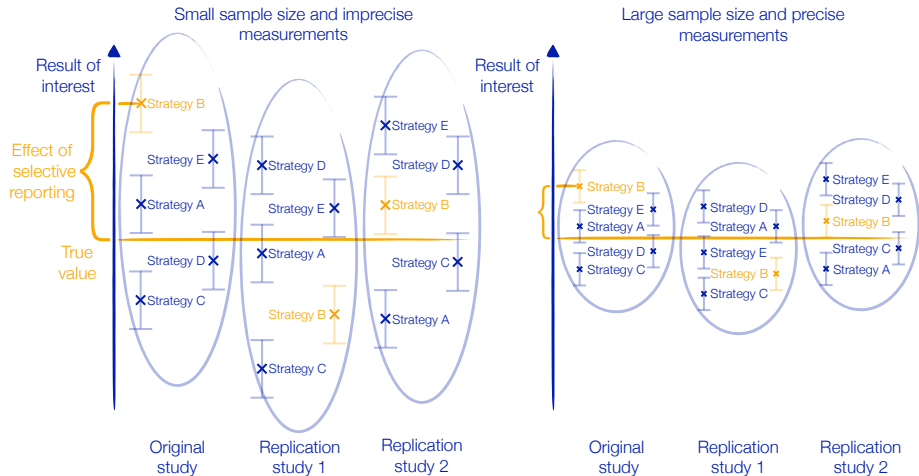 Small sample size and imprecise
measurements
Result of
interest
Effect of
selective
reporting
True
value
Strategy B
Strategy E
Strategy A
Strategy D
Strategy C
Original
study
Strategy D
Strategy E
Strategy A
Strategy B
Strategy C
Replication
study 1
Strategy E
Strategy D
Strategy B
Strategy C
Strategy A
Replication
study 2
Large sample size and precise
measurements
Result of
interest
Strategy B
Strategy E
Strategy A
Strategy D
Strategy C
Original
study
Strategy D
Strategy A
Strategy E
Strategy B
Strategy C
Replication
study 1
Strategy E
Strategy D
Strategy B
Strategy C
Strategy A
Replication
study 2